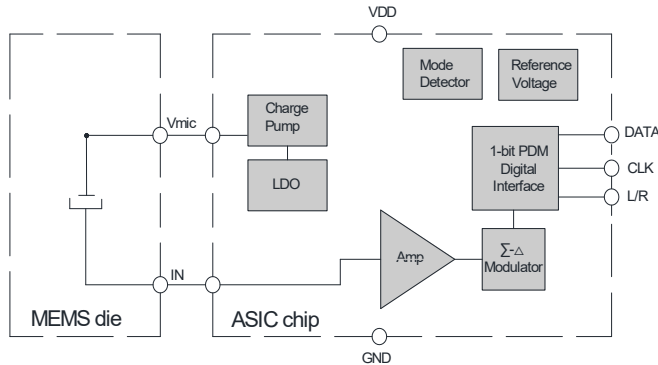 VDD
Mode
Detector
Reference
Voltage
Charge
Pump
Vmic
LDO
1-bit PDM
Digital
Interface
DATA
CLK
L/R
Amp
∑-△
Modulator
IN
MEMS die
ASIC chip
GND